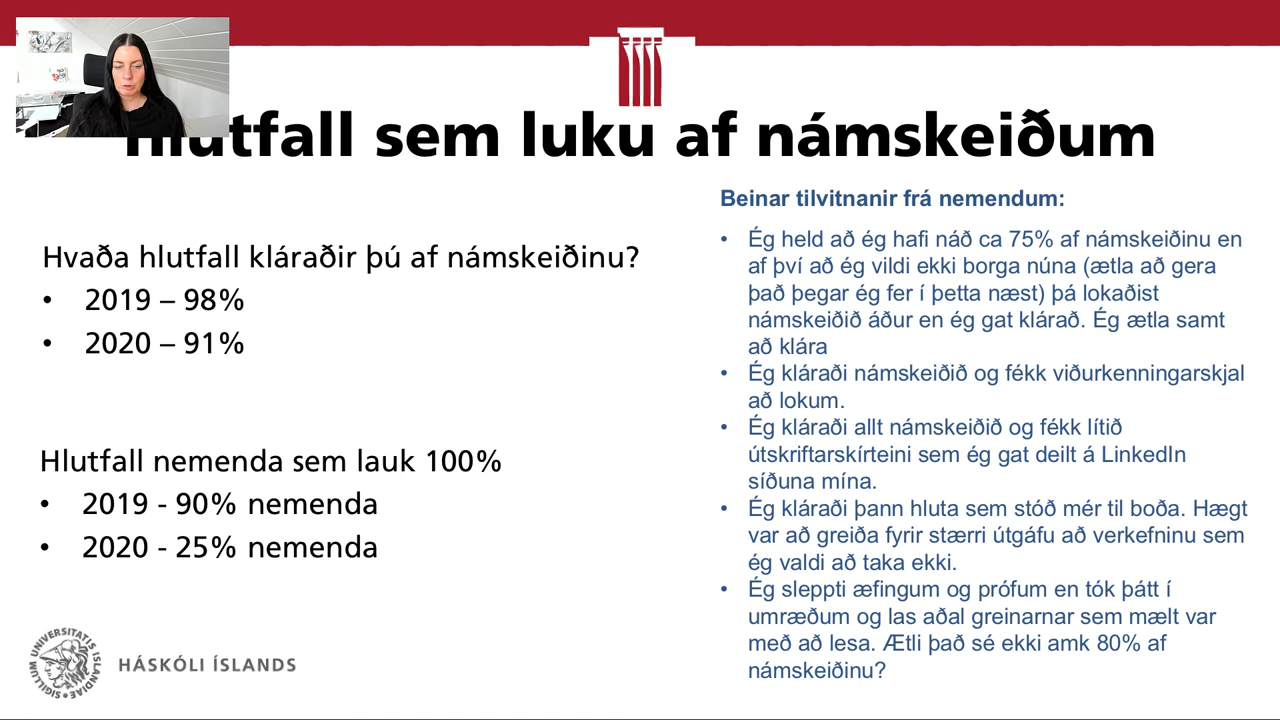 Hlutfall sem luku af námskeiðum
Hvaða hlutfall kláraðir þú af námskeiðinu?
• 2019 – 98%
• 2020 – 91%
Hlutfall nemenda sem lauk 100%
• 2019 - 90% nemenda
• 2020 - 25% nemenda
Beinar tilvitnanir frá nemendum:
• Ég held að ég hafi náð ca 75% af námskeiðinu en
af því að ég vildi ekki borga núna (ætla að gera
það þegar ég fer í þetta næst) þá lokaðist
námskeiðið áður en ég gat klárað. Ég ætla samt
að klára
• Ég kláraði námskeiðið og fékk viðurkenningarskjal
að lokum.
• Ég kláraði allt námskeiðið og fékk lítið
útskriftarskírteini sem ég gat deilt á LinkedIn
síðuna mína.
• Ég kláraði þann hluta sem stóð mér til boða. Hægt
var að greiða fyrir stærri útgáfu að verkefninu sem
ég valdi að taka ekki.
• Ég sleppti æfingum og prófum en tók þátt í
umræðum og las aðal greinarnar sem mælt var
með að lesa. Ætli það sé ekki amk 80% af
námskeiðinu?
SIGILLUM UNIVERSITATIS ISLANDIAE
HÁSKÓLI ÍSLANDS